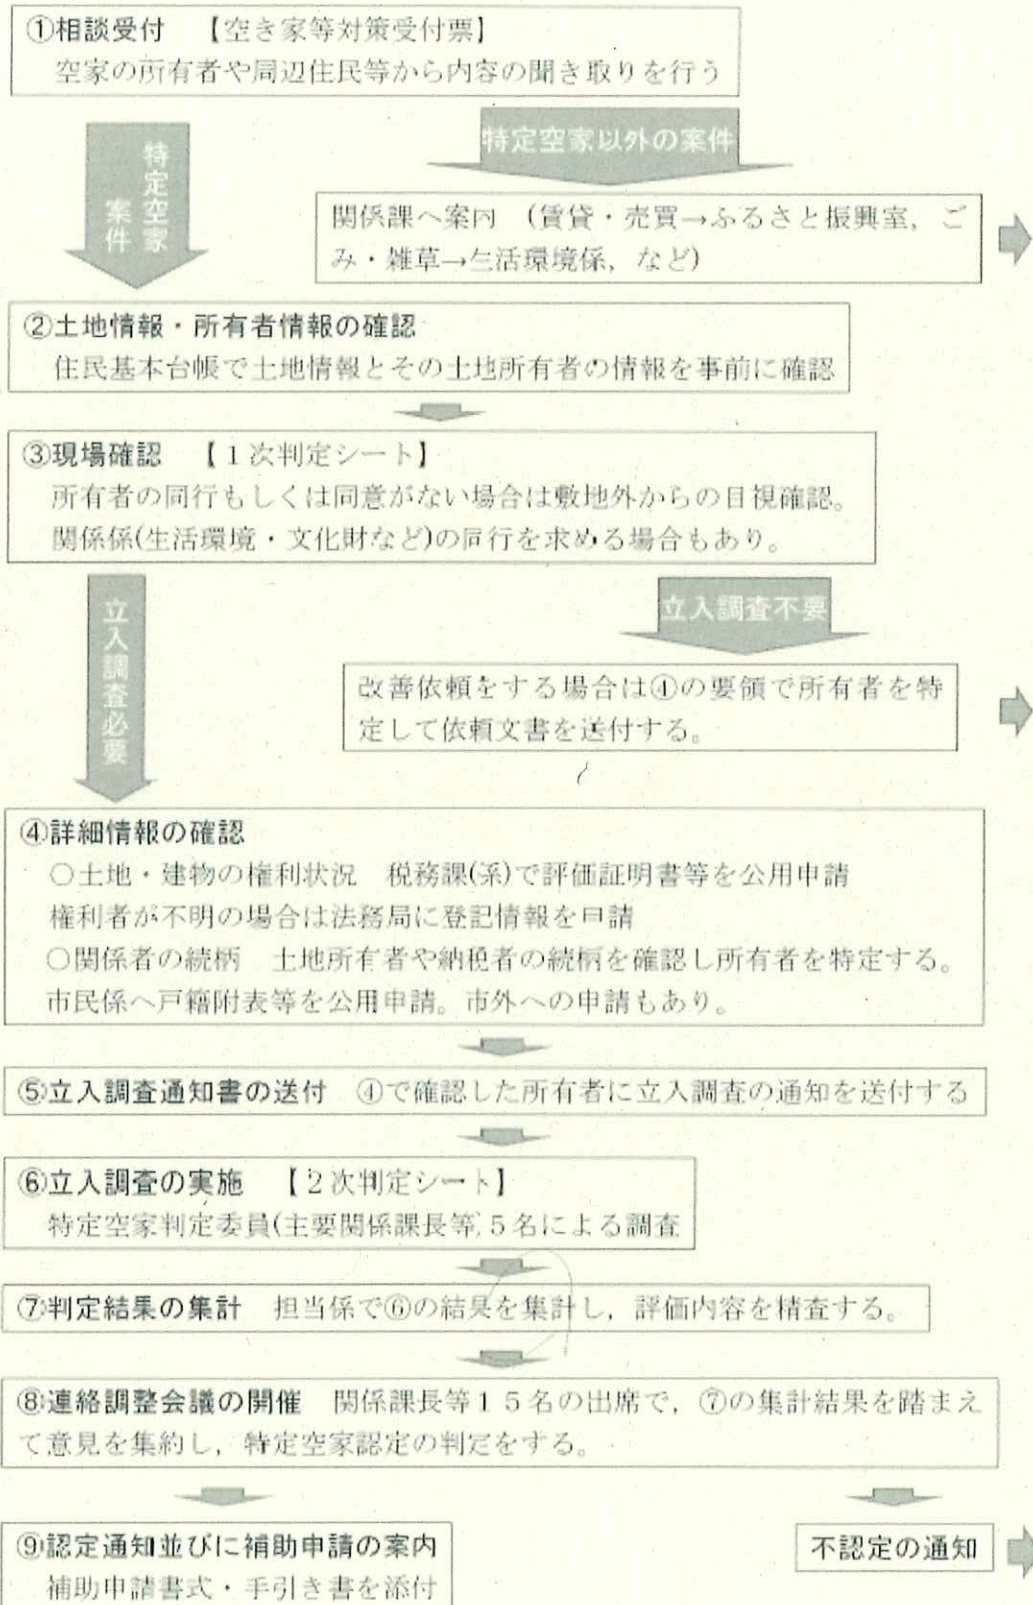 ①相談受付　【空き家等対策受付票】
空家の所有者や周辺住民等から内容の聞き取りを行う
特定空家
案件
特定空家以外の案件
関係課へ案内　(賃貸・売買→ふるさと振興室，ご
み・雑草→生活環境係，など)
②土地情報・所有者情報の確認
住民基本台帳で土地情報とその土地所有者の情報を事前に確認
③現場確認　【１次判定シート】
所有者の同行もしくは同意がない場合は敷地外からの目視確認。
関係係(生活環境・文化財など)の同行を求める場合もあり。
立入調査必要
立入調査不要
改善依頼をする場合は④の要領で所有者を特
定して依頼文書を送付する。
④詳細情報の確認
○土地・建物の権利状況　税務課(系)で評価証明書等を公用申請
権利者が不明の場合は法務局に登記情報を申請
○関係者の続柄　土地所有者や納税者の続柄を確認し所有者を特定する。
市民係へ戸籍附表等を公用申請。市外への申請もあり。
⑤立入調査通知書の送付　④で確認した所有者に立入調査の通知を送付する
⑥立入調査の実施　【２次判定シート】
特定空家判定委員(主要関係課長等)５名による調査
⑦判定結果の集計　担当係で⑥の結果を集計し，評価内容を精査する。
⑧連絡調整会議の開催　関係課長等１５名の出席で，⑦の集計結果を踏まえ
て意見を集約し，特定空家認定の判定をする。
⑨認定通知並びに補助申請の案内
補助申請書式・手引き書を添付
不認定の通知